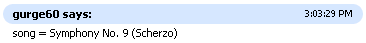 gurge60 says: 3:03:29 PM
song = Symphony No. 9 (Scherzo)